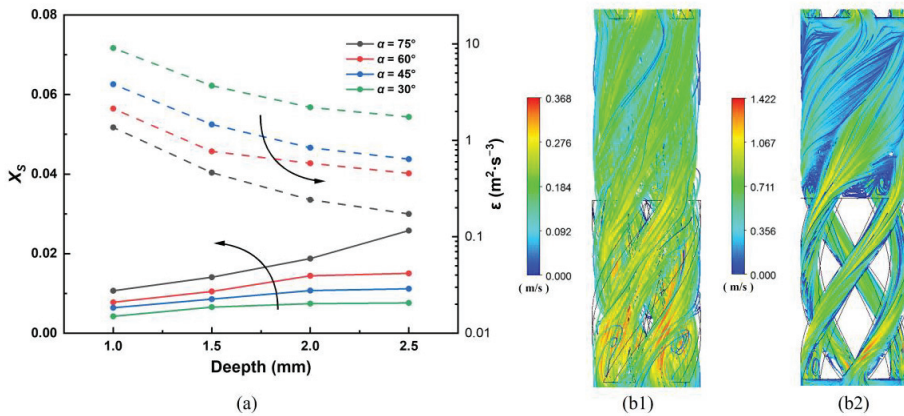 (a)
0.08
0.06
0.04
0.02
0.00
X_S
10
1
0.1
0.01
ε (m²·s⁻³)
α = 75°
α = 60°
α = 45°
α = 30°
1.0 1.5 2.0 2.5
Deepth (mm)
(a)
0.368
0.276
0.184
0.092
0.000
( m/s )
(b1)
1.422
1.067
0.711
1.356
0.000
( m/s )
(b2)